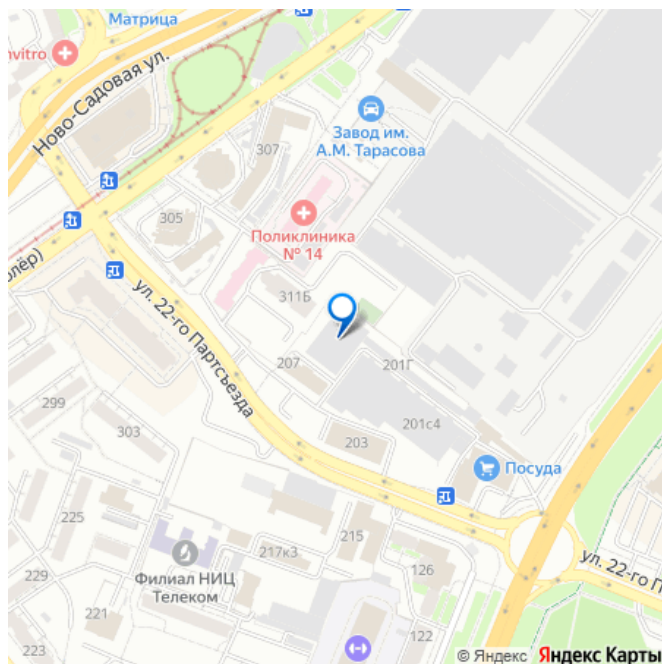 Матрица
nvitro
Ново-Садовая ул.
307
Завод им.
А.М. Тарасова
305
Поликлиника
№ 14
лёр)
311Б
ул. 22-го Партсъезда
207
201Г
299
303
201с4
203
Посуда
225
215
217к3
229
Филиал НИЦ
Телеком
126
ул. 22-го П
221
122
223
© Яндекс Яндекс Карты